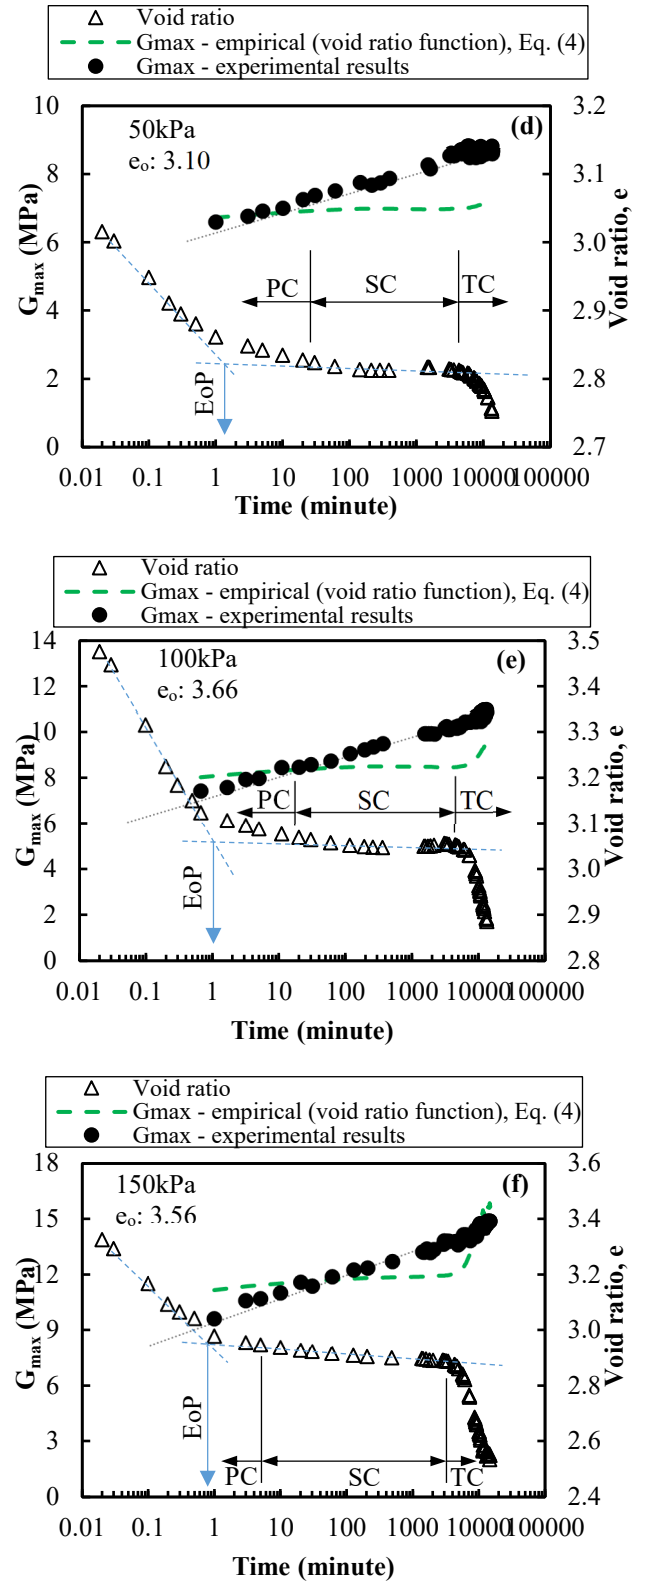 Void ratio
Gmax - empirical (void ratio function), Eq. (4)
Gmax - experimental results
10 3.2
50kPa (d)
eₒ: 3.10
8 3.1
6 3.0
PC SC TC
4 2.9
2 2.8
EoP
0 2.7
G_max (MPa)
Void ratio, e
0.01 0.1 1 10 100 1000 10000 100000
Time (minute)
Void ratio
Gmax - empirical (void ratio function), Eq. (4)
Gmax - experimental results
14 3.5
100kPa (e)
eₒ: 3.66
12 3.4
10 3.3
8 3.2
PC SC TC
6 3.1
4 3.0
EoP
2 2.9
0 2.8
G_max (MPa)
Void ratio, e
0.01 0.1 1 10 100 1000 10000 100000
Time (minute)
Void ratio
Gmax - empirical (void ratio function), Eq. (4)
Gmax - experimental results
18 3.6
150kPa (f)
eₒ: 3.56
15 3.4
12 3.2
9 3.0
6 2.8
EoP
3 2.6
PC SC TC
0 2.4
G_max (MPa)
Void ratio, e
0.01 0.1 1 10 100 1000 10000 100000
Time (minute)